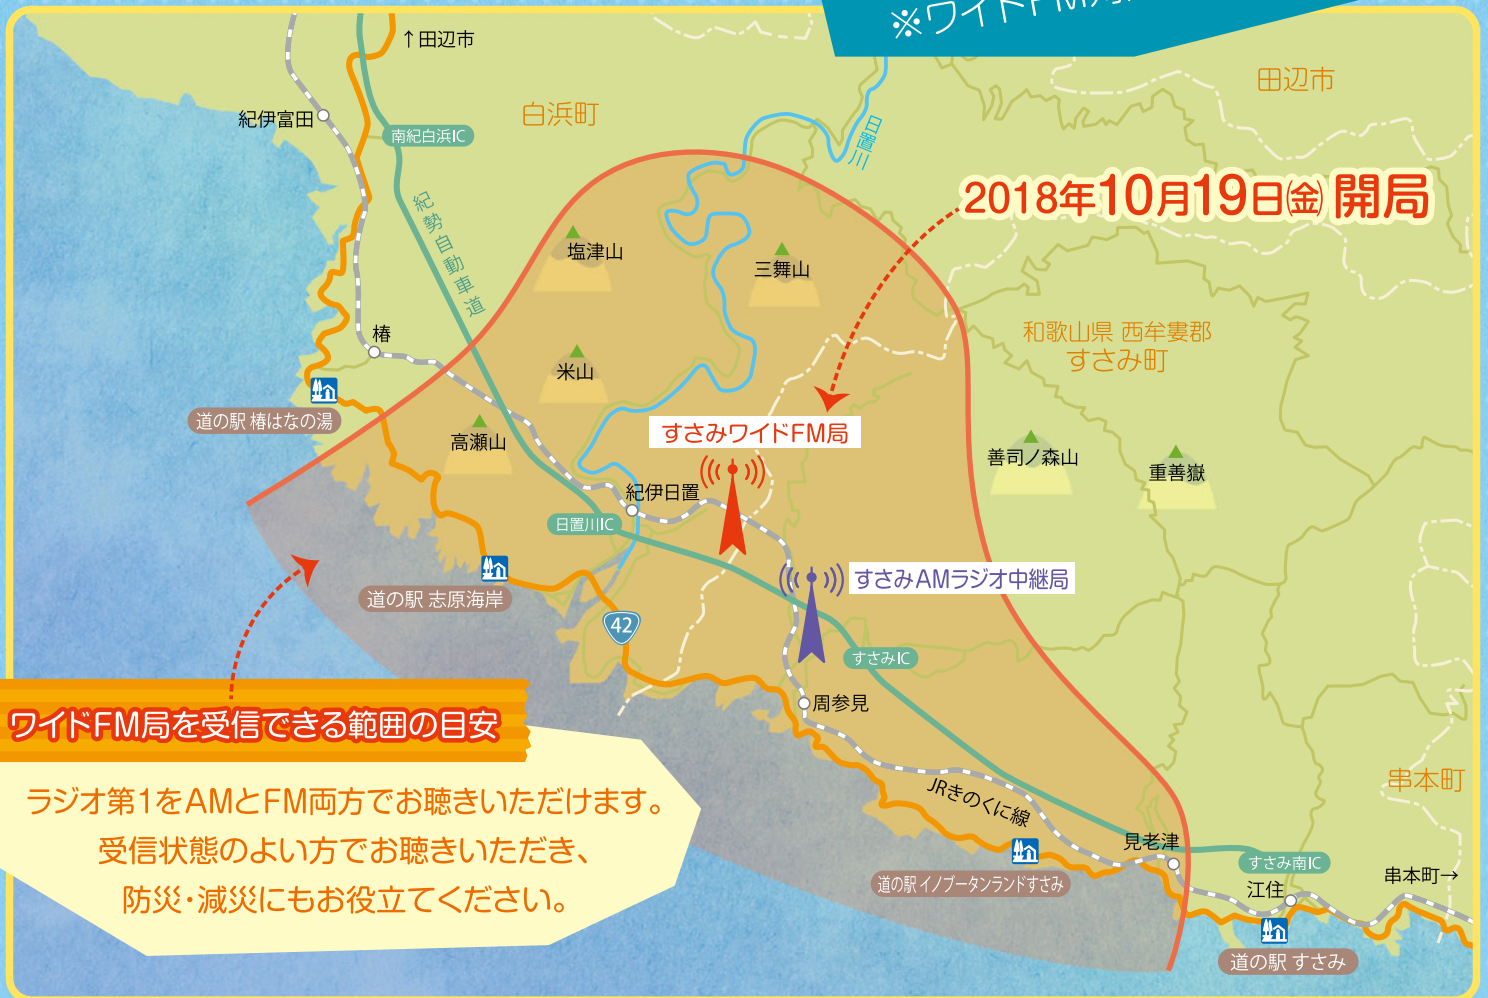 ※ワイドFM
↑田辺市
紀伊富田
白浜町
田辺市
南紀白浜IC
日置川
紀勢自動車道
2018年10月19日㈮開局
塩津山
三舞山
和歌山県 西牟婁郡
すさみ町
椿
米山
道の駅 椿はなの湯
高瀬山
すさみワイドFM局
善司ノ森山
重善嶽
紀伊日置
日置川IC
すさみAMラジオ中継局
道の駅 志原海岸
42
すさみIC
周参見
ワイドFM局を受信できる範囲の目安
ラジオ第1をAMとFM両方でお聴きいただけます。
受信状態のよい方でお聴きいただき、
防災・減災にもお役立てください。
JRきのくに線
串本町
見老津
すさみ南IC
道の駅 イノブータンランドすさみ
江住
串本町→
道の駅 すさみ